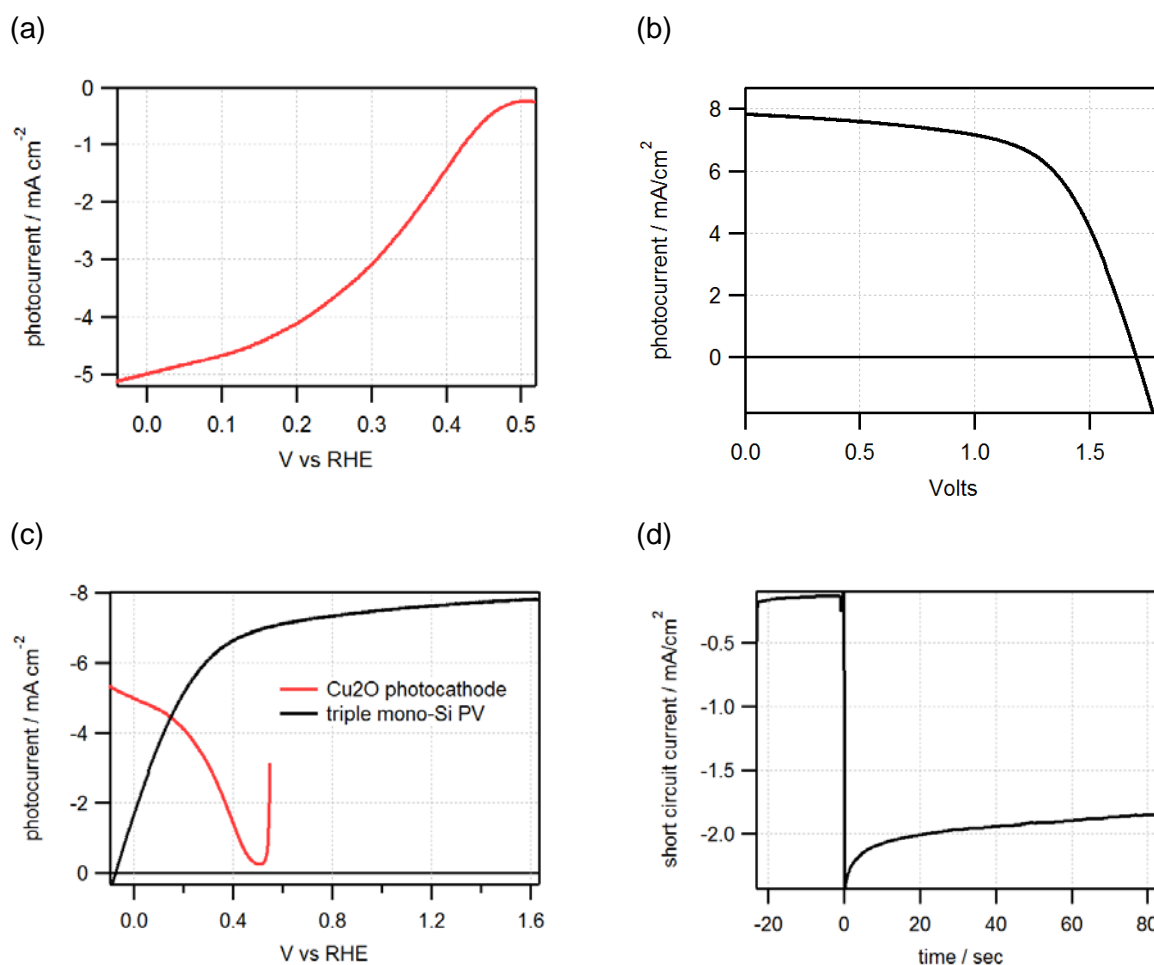 (a)
0
-1
-2
-3
-4
-5
photocurrent / mA cm-2
0.0 0.1 0.2 0.3 0.4 0.5
V vs RHE
(b)
8
6
4
2
0
photocurrent / mA/cm2
0.0 0.5 1.0 1.5
Volts
(c)
-8
-6
-4
-2
0
photocurrent / mA cm-2
Cu2O photocathode
triple mono-Si PV
0.0 0.4 0.8 1.2 1.6
V vs RHE
(d)
-0.5
-1.0
-1.5
-2.0
short circuit current / mA/cm2
-20 0 20 40 60 80
time / sec